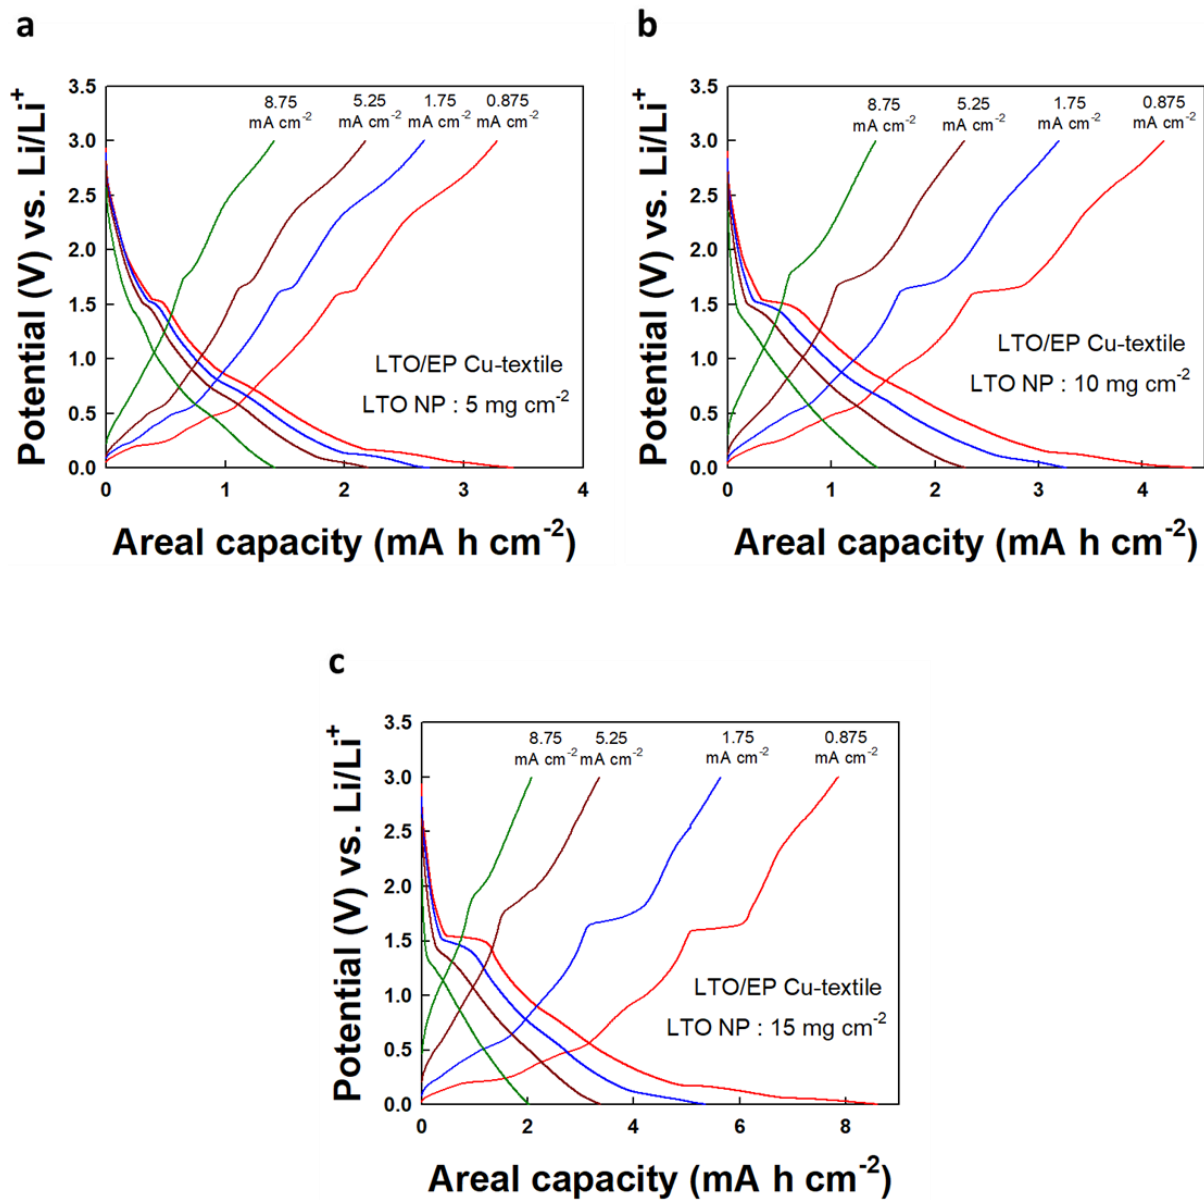 a
3.5
3.0
2.5
2.0
1.5
1.0
0.5
0.0
Potential (V) vs. Li/Li⁺
8.75 5.25 1.75 0.875
mA cm⁻² mA cm⁻² mA cm⁻² mA cm⁻²
LTO/EP Cu-textile
LTO NP : 5 mg cm⁻²
0 1 2 3 4
Areal capacity (mA h cm⁻²)
b
3.5
3.0
2.5
2.0
1.5
1.0
0.5
0.0
Potential (V) vs. Li/Li⁺
8.75 5.25 1.75 0.875
mA cm⁻² mA cm⁻² mA cm⁻² mA cm⁻²
LTO/EP Cu-textile
LTO NP : 10 mg cm⁻²
0 1 2 3 4
Areal capacity (mA h cm⁻²)
c
3.5
3.0
2.5
2.0
1.5
1.0
0.5
0.0
Potential (V) vs. Li/Li⁺
8.75 5.25 1.75 0.875
mA cm⁻² mA cm⁻² mA cm⁻² mA cm⁻²
LTO/EP Cu-textile
LTO NP : 15 mg cm⁻²
0 2 4 6 8
Areal capacity (mA h cm⁻²)